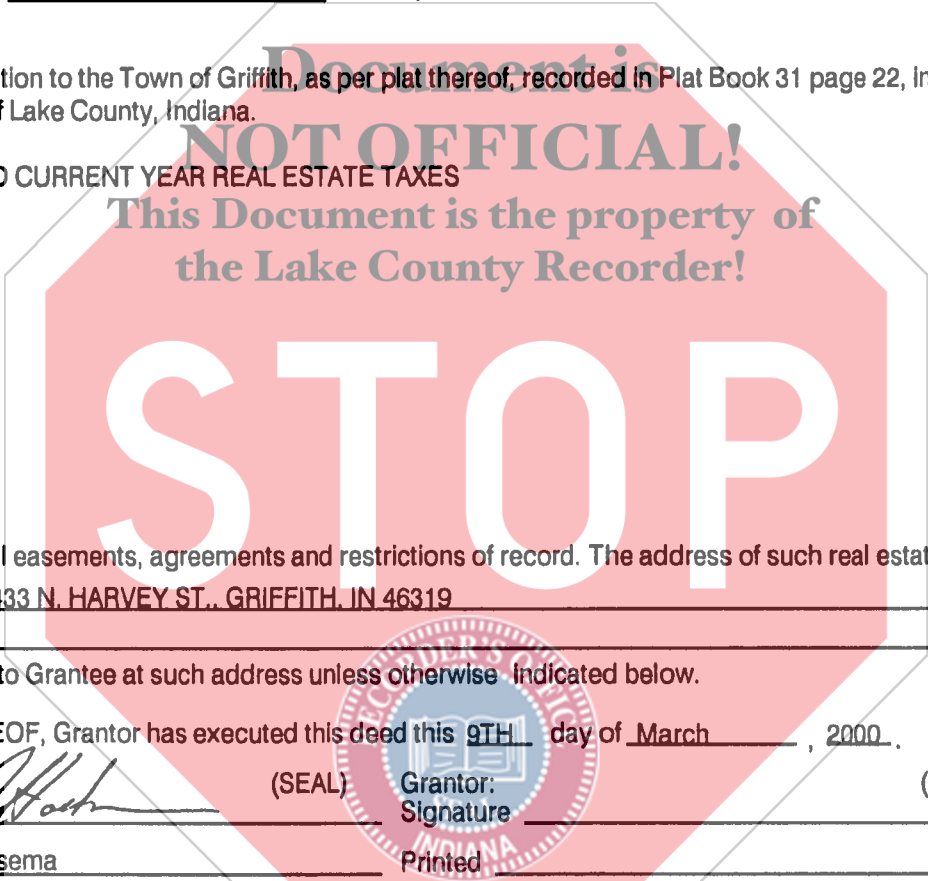 Document is
tion to the Town of Griffith, as per plat thereof, recorded in Plat Book 31 page 22, in
f Lake County, Indiana.
NOT OFFICIAL!
CURRENT YEAR REAL ESTATE TAXES
This Document is the property of
the Lake County Recorder!
STOP
l easements, agreements and restrictions of record. The address of such real estat
33 N. HARVEY ST., GRIFFITH, IN 46319
to Grantee at such address unless otherwise indicated below.
EOF, Grantor has executed this deed this 9TH day of March , 2000 .
(SEAL) Grantor: (
Signature
sema Printed
RECORDER'S OFFICE
SEAL
INDIANA